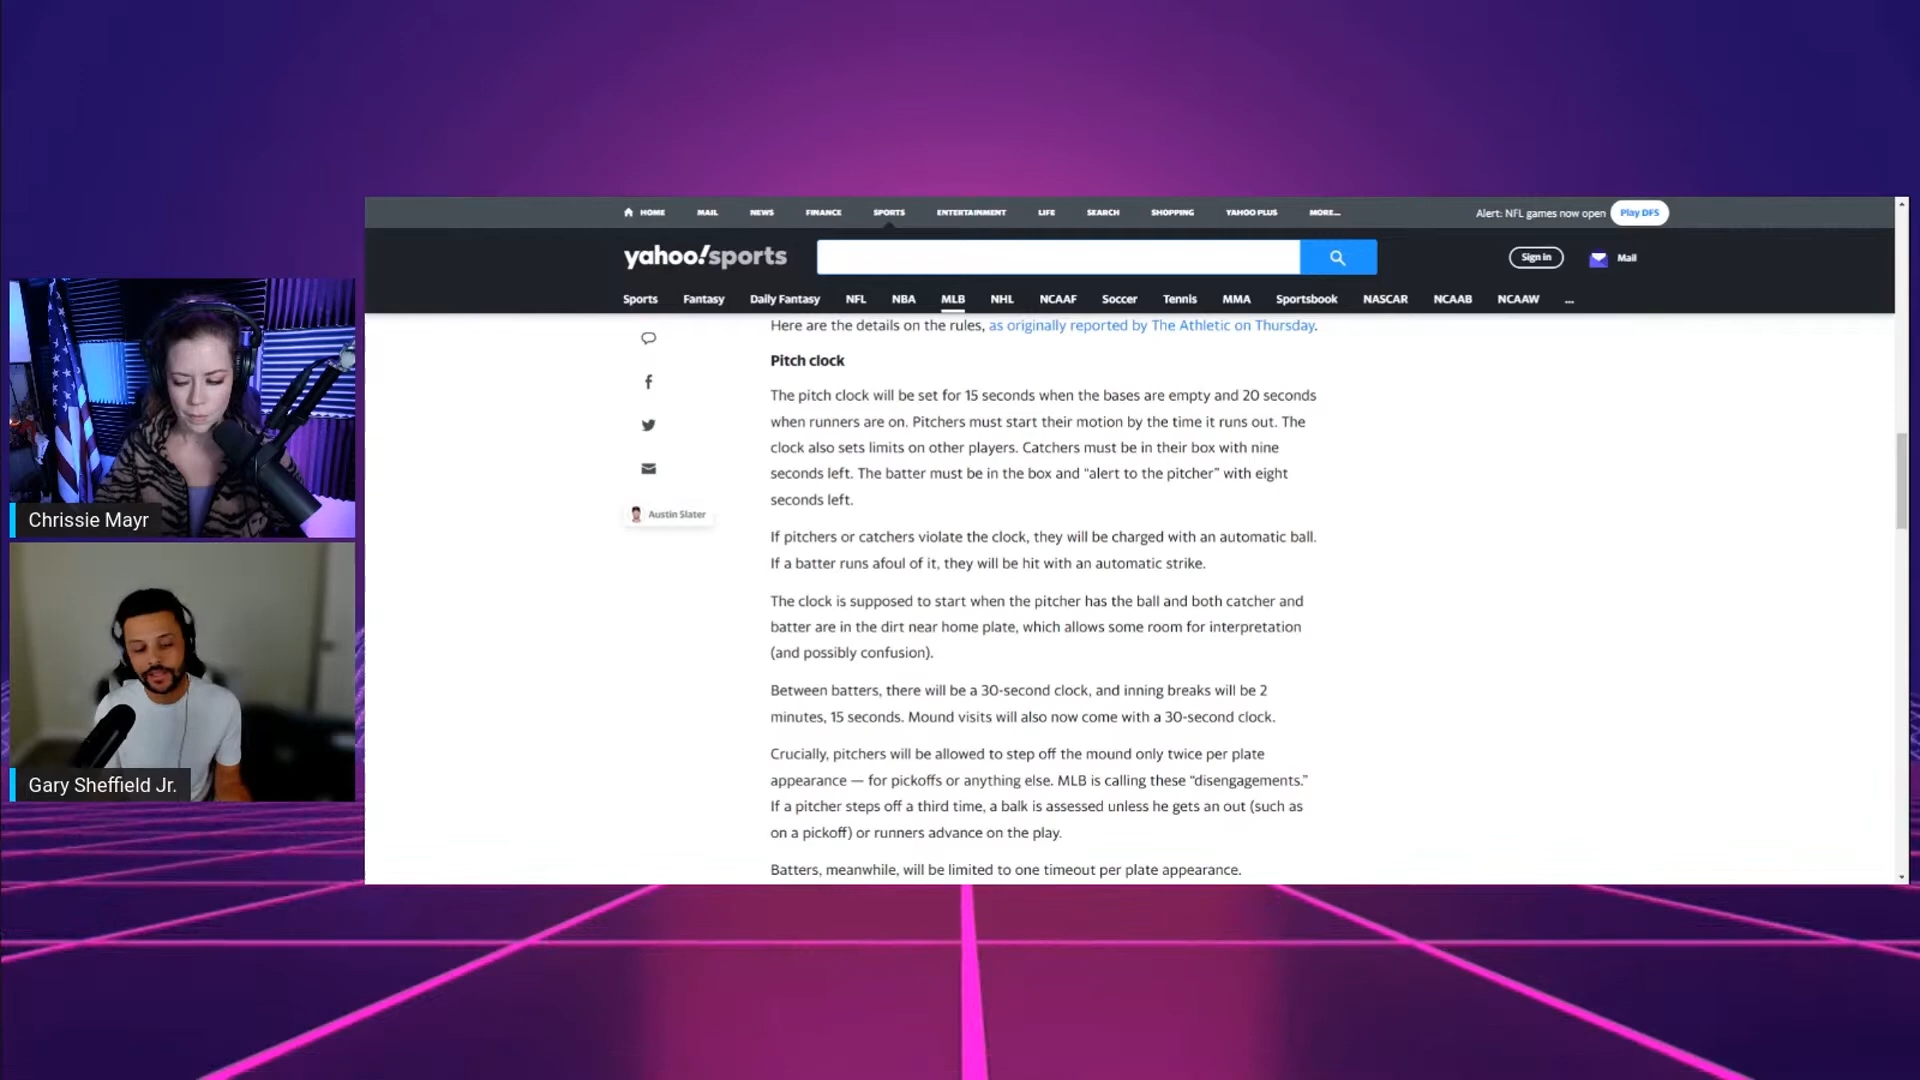 HOME MAIL NEWS FINANCE SPORTS ENTERTAINMENT LIFE SEARCH SHOPPING YAHOO PLUS MORE...
Alert: NFL games now open Play DFS
yahoo!sports
Sign in
Mail
Sports Fantasy Daily Fantasy NFL NBA MLB NHL NCAAF Soccer Tennis MMA Sportsbook NASCAR NCAAB NCAAW ...
Here are the details on the rules, as originally reported by The Athletic on Thursday.
Pitch clock
The pitch clock will be set for 15 seconds when the bases are empty and 20 seconds
when runners are on. Pitchers must start their motion by the time it runs out. The
clock also sets limits on other players. Catchers must be in their box with nine
seconds left. The batter must be in the box and “alert to the pitcher” with eight
seconds left.
Austin Slater
If pitchers or catchers violate the clock, they will be charged with an automatic ball.
If a batter runs afoul of it, they will be hit with an automatic strike.
The clock is supposed to start when the pitcher has the ball and both catcher and
batter are in the dirt near home plate, which allows some room for interpretation
(and possibly confusion).
Between batters, there will be a 30-second clock, and inning breaks will be 2
minutes, 15 seconds. Mound visits will also now come with a 30-second clock.
Crucially, pitchers will be allowed to step off the mound only twice per plate
appearance — for pickoffs or anything else. MLB is calling these “disengagements.”
If a pitcher steps off a third time, a balk is assessed unless he gets an out (such as
on a pickoff) or runners advance on the play.
Batters, meanwhile, will be limited to one timeout per plate appearance.
Chrissie Mayr
Gary Sheffield Jr.